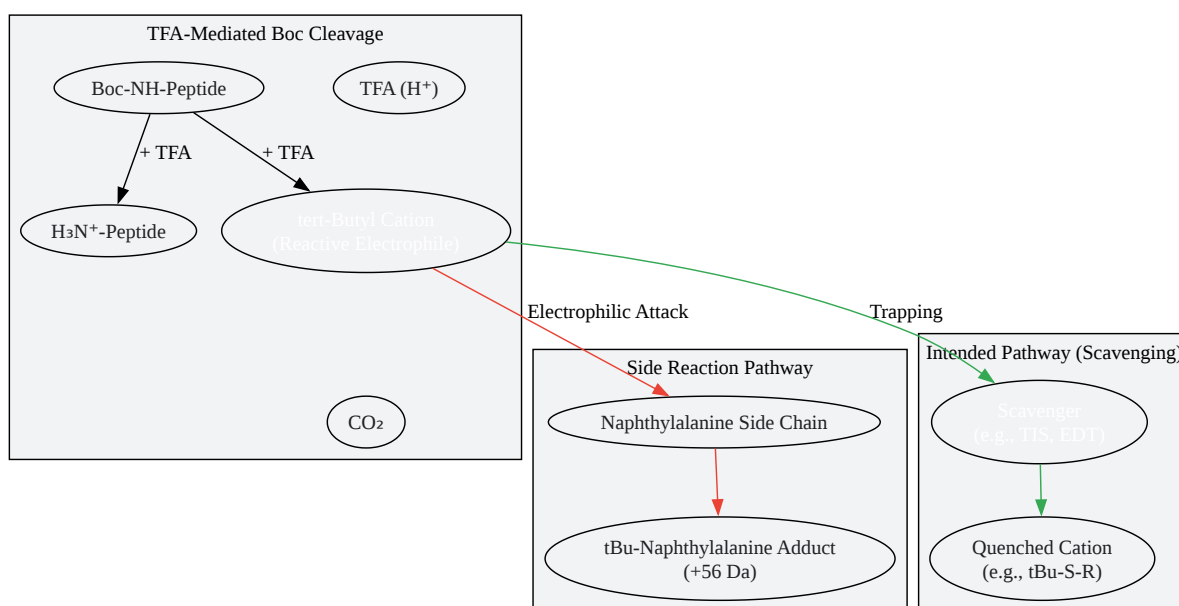 TFA-Mediated Boc Cleavage
Boc-NH-Peptide
TFA (H⁺)
+ TFA
+ TFA
H₃N⁺-Peptide
tert-Butyl Cation
(Reactive Electrophile)
Electrophilic Attack
Trapping
CO₂
Side Reaction Pathway
Naphthylalanine Side Chain
tBu-Naphthylalanine Adduct
(+56 Da)
Intended Pathway (Scavenging)
Scavenger
(e.g., TIS, EDT)
Quenched Cation
(e.g., tBu-S-R)